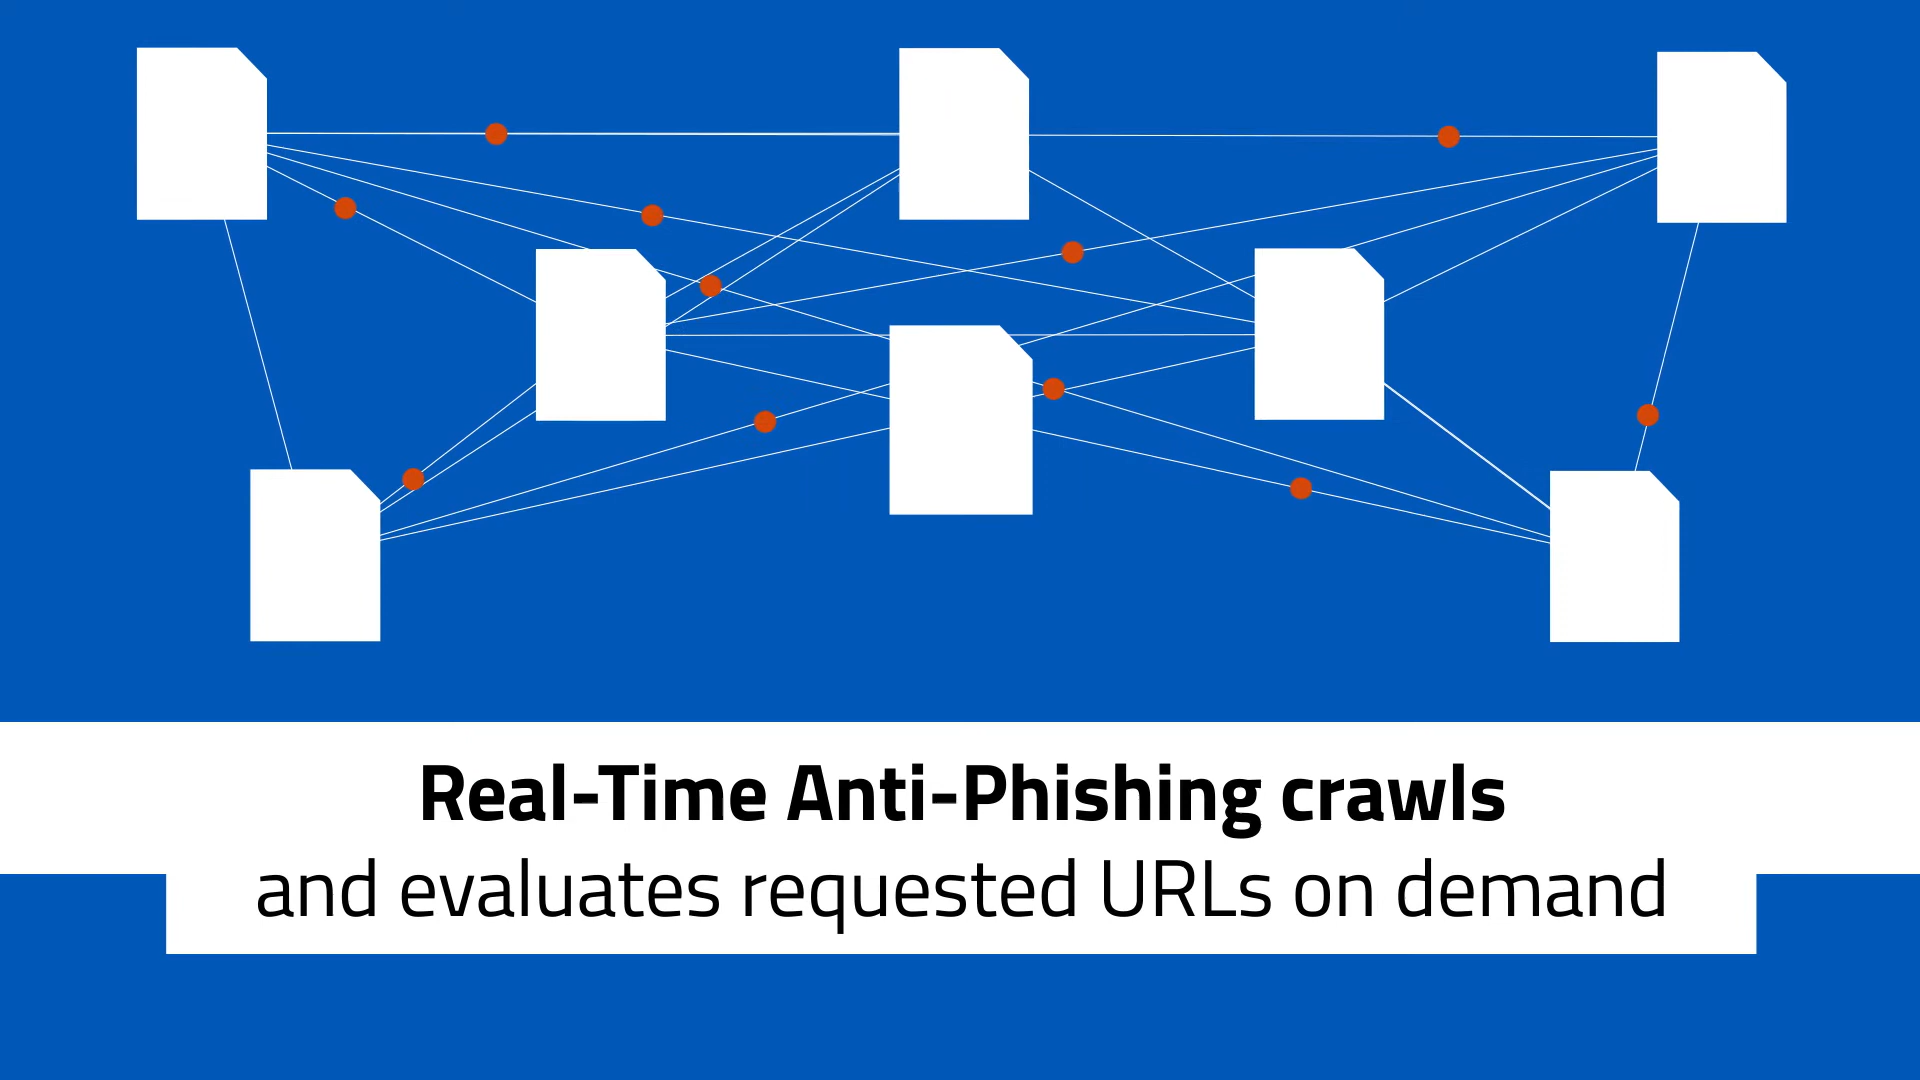 Real-Time Anti-Phishing crawls
and evaluates requested URLs on demand